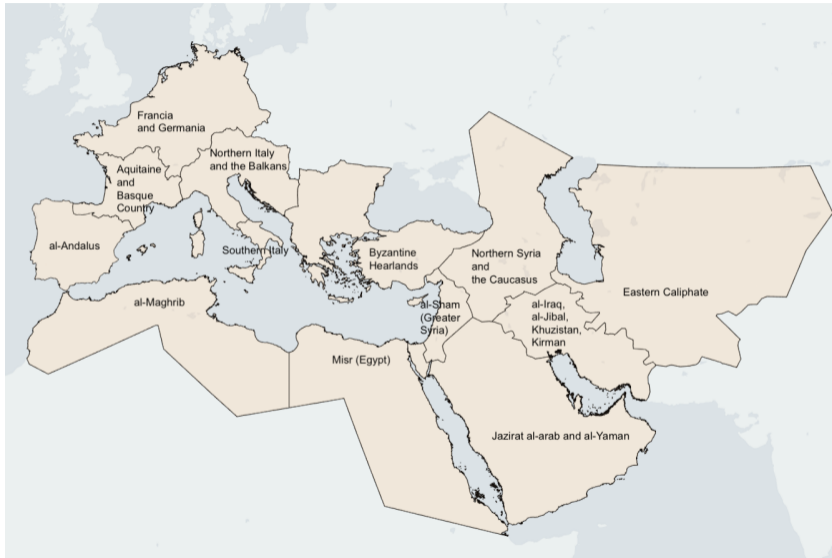 Francia
and Germania
Northern Italy
and the Balkans
Aquitaine
and
Basque
Country
al-Andalus
Southern Italy
Byzantine
Hearlands
Northern Syria
and
the Caucasus
Eastern Caliphate
al-Maghrib
al-Sham
(Greater
Syria)
al-Iraq,
al-Jibal,
Khuzistan,
Kirman
Misr (Egypt)
Jazirat al-arab and al-Yaman